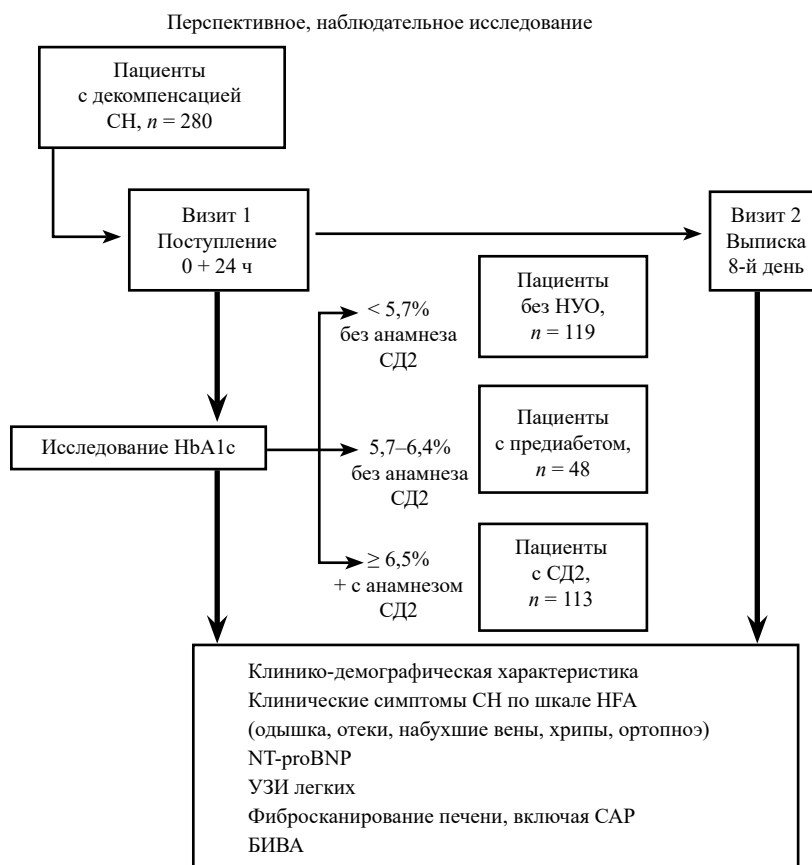 Перспективное, наблюдательное исследование
Пациенты
с декомпенсацией
СН, n = 280
Визит 1
Поступление
0 + 24 ч
Визит 2
Выписка
8-й день
< 5,7%
без анамнеза
СД2
Пациенты
без НУО,
n = 119
Исследование HbA1c
5,7–6,4%
без анамнеза
СД2
Пациенты
с предиабетом,
n = 48
≥ 6,5%
+ с анамнезом
СД2
Пациенты
с СД2,
n = 113
Клинико-демографическая характеристика
Клинические симптомы СН по шкале HFA
(одышка, отеки, набухшие вены, хрипы, ортопноэ)
NT-proBNP
УЗИ легких
Фибросканирование печени, включая САР
БИВА